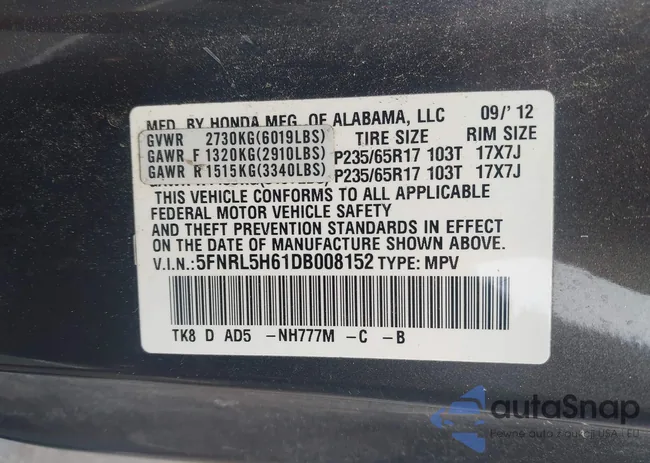 MFD. BY HONDA MFG. OF ALABAMA, LLC 09/'12
GVWR 2730KG(6019LBS) TIRE SIZE RIM SIZE
GAWR F 1320KG(2910LBS) P235/65R17 103T 17X7J
GAWR R 1515KG(3340LBS) P235/65R17 103T 17X7J
THIS VEHICLE CONFORMS TO ALL APPLICABLE
FEDERAL MOTOR VEHICLE SAFETY
AND THEFT PREVENTION STANDARDS IN EFFECT
ON THE DATE OF MANUFACTURE SHOWN ABOVE.
V.I.N.:5FNRL5H61DB008152 TYPE: MPV
TK8 D AD5 -NH777M -C -B
autaSnap